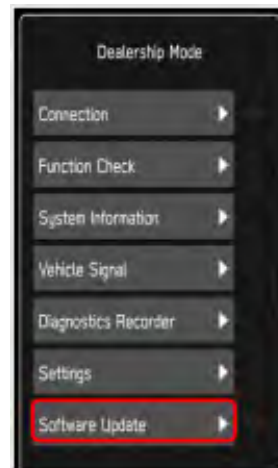 Dealership Mode
Connection
Function Check
System Information
Vehicle Signal
Diagnostics Recorder
Settings
Software Update